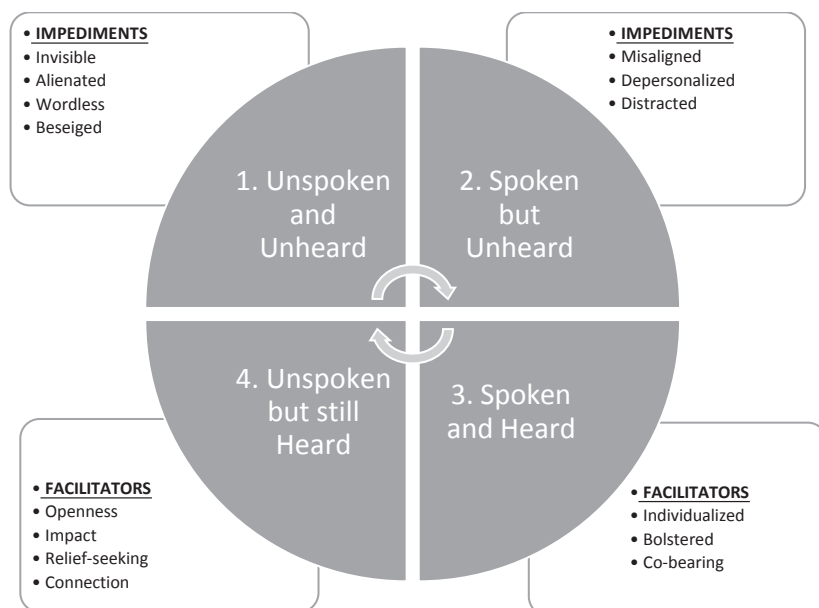 • IMPEDIMENTS
• Invisible
• Alienated
• Wordless
• Beseiged
• IMPEDIMENTS
• Misaligned
• Depersonalized
• Distracted
1. Unspoken
and
Unheard
2. Spoken
but
Unheard
4. Unspoken
but still
Heard
3. Spoken
and Heard
• FACILITATORS
• Openness
• Impact
• Relief-seeking
• Connection
• FACILITATORS
• Individualized
• Bolstered
• Co-bearing